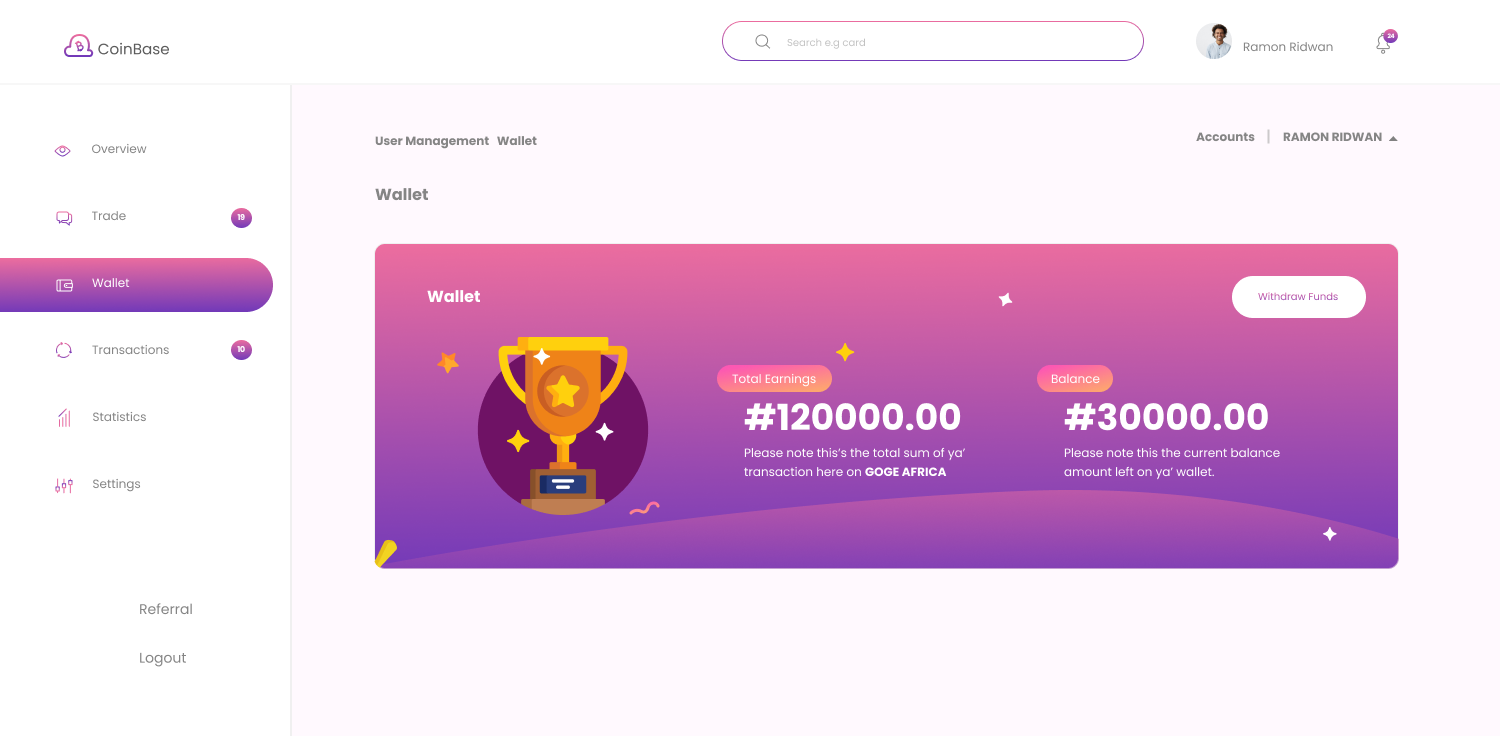 CoinBase
Search e.g card
Ramon Ridwan
24
Overview
Trade
19
Wallet
Transactions
10
Statistics
Settings
Referral
Logout
User Management Wallet
Accounts | RAMON RIDWAN
Wallet
Wallet
Withdraw Funds
Total Earnings
#120000.00
Please note this’s the total sum of ya’
transaction here on GOGE AFRICA
Balance
#30000.00
Please note this the current balance
amount left on ya’ wallet.